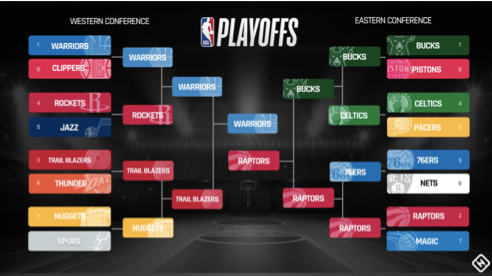 WESTERN CONFERENCE
NBA PLAYOFFS
EASTERN CONFERENCE
1 WARRIORS
8 CLIPPERS
4 ROCKETS
5 JAZZ
3 TRAIL BLAZERS
6 THUNDER
2 NUGGETS
SPURS
WARRIORS
ROCKETS
TRAIL BLAZERS
NUGGETS
WARRIORS
TRAIL BLAZERS
WARRIORS
RAPTORS
BUCKS
RAPTORS
BUCKS
CELTICS
76ERS
RAPTORS
BUCKS 1
PISTONS 8
CELTICS 4
PACERS 5
76ERS 3
NETS 6
RAPTORS 2
MAGIC 7